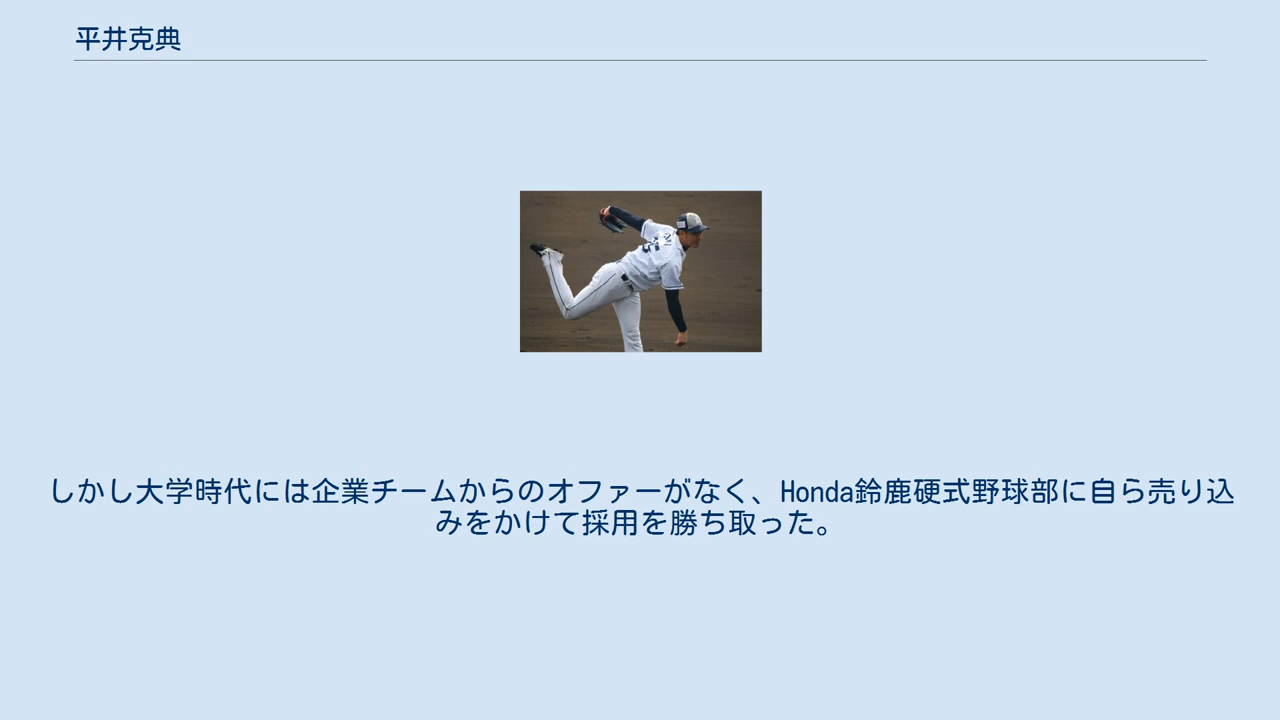 平井克典
しかし大学時代には企業チームからのオファーがなく、Honda鈴鹿硬式野球部に自ら売り込
みをかけて採用を勝ち取った。